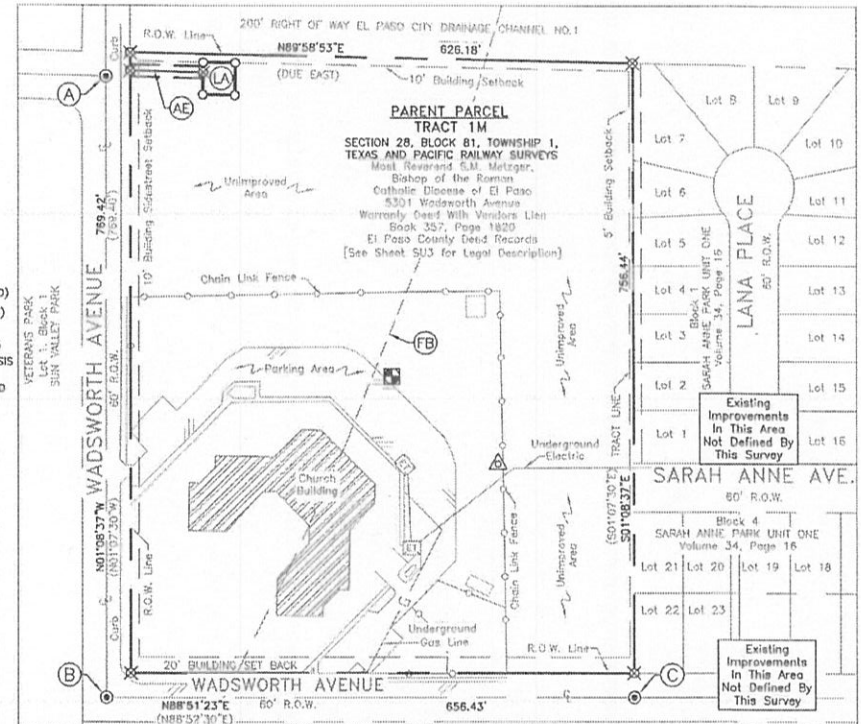 200' RIGHT OF WAY EL PASO CITY DRAINAGE CHANNEL NO.1
R.O.W. Line
N89°58'53"E
626.18'
(DUE EAST)
10' Building Setback
Curb
A
LA
AE
PARENT PARCEL
TRACT 1M
SECTION 28, BLOCK 81, TOWNSHIP 1,
TEXAS AND PACIFIC RAILWAY SURVEYS
Most Reverend S.M. Metzger,
Bishop of the Roman
Catholic Diocese of El Paso
5301 Wadsworth Avenue
Warranty Deed With Vendors Lien
Book 357, Page 1820
El Paso County Deed Records
[See Sheet SU3 for Legal Description]
Unimproved
Area
10' Building Sidestreet Setback
769.42'
(769.40')
5' Building Setback
756.44'
Lot 8
Lot 9
Lot 7
Lot 10
Lot 6
Lot 11
Lot 5
Lot 12
Lot 4
Lot 13
Lot 3
Lot 14
Lot 2
Lot 15
Lot 1
Lot 16
Block 1
SARAH ANNE PARK UNIT ONE
Volume 34, Page 16
LANA PLACE
60' R.O.W.
VETERANS PARK
Lot 1, Block 1
SUN VALLEY PARK
WADSWORTH AVENUE
60' R.O.W.
N01°08'37"W
(N01°07'30"W)
Chain Link Fence
FB
Unimproved
Area
Parking Area
TRACT LINE
Existing
Improvements
In This Area
Not Defined By
This Survey
Underground
Electric
Church
Building
ET
ET
SARAH ANNE AVE.
60' R.O.W.
(S01°07'30"E)
S01°08'37"E
Block 4
SARAH ANNE PARK UNIT ONE
Volume 34, Page 16
Lot 21
Lot 20
Lot 19
Lot 18
Lot 22
Lot 23
Chain Link Fence
Unimproved
Area
R.O.W. Line
Curb
Underground
Gas Line
R.O.W. Line
Existing
Improvements
In This Area
Not Defined By
This Survey
20' BUILDING SET BACK
B
WADSWORTH AVENUE
C
N88°51'23"E
60' R.O.W.
656.43'
(N88°52'30"E)